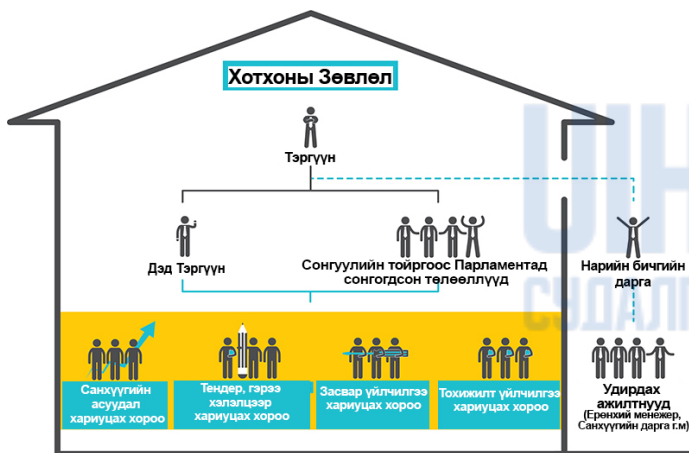 Хотхоны Зөвлөл
Тэргүүн
Дэд Тэргүүн
Сонгуулийн тойргоос Парламентад
сонгогдсон төлөөллүүд
Нарийн бичгийн
дарга
Санхүүгийн
асуудал
хариуцах хороо
Тендер, гэрээ
хэлэлцээр
хариуцах хороо
Засвар үйлчилгээ
хариуцах хороо
Тохижилт үйлчилгээ
хариуцах хороо
Удирдах
ажилтнууд
(Ерөнхий менежер,
Санхүүгийн дарга г.м)